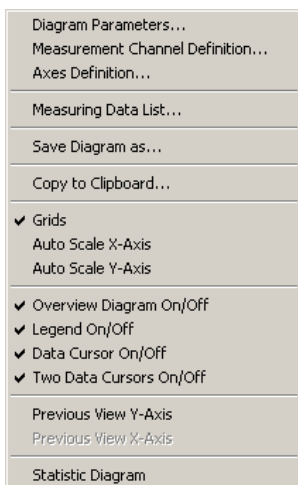 Diagram Parameters...
Measurement Channel Definition...
Axes Definition...
Measuring Data List...
Save Diagram as...
Copy to Clipboard...
Grids
Auto Scale X-Axis
Auto Scale Y-Axis
Overview Diagram On/Off
Legend On/Off
Data Cursor On/Off
Two Data Cursors On/Off
Previous View Y-Axis
Previous View X-Axis
Statistic Diagram